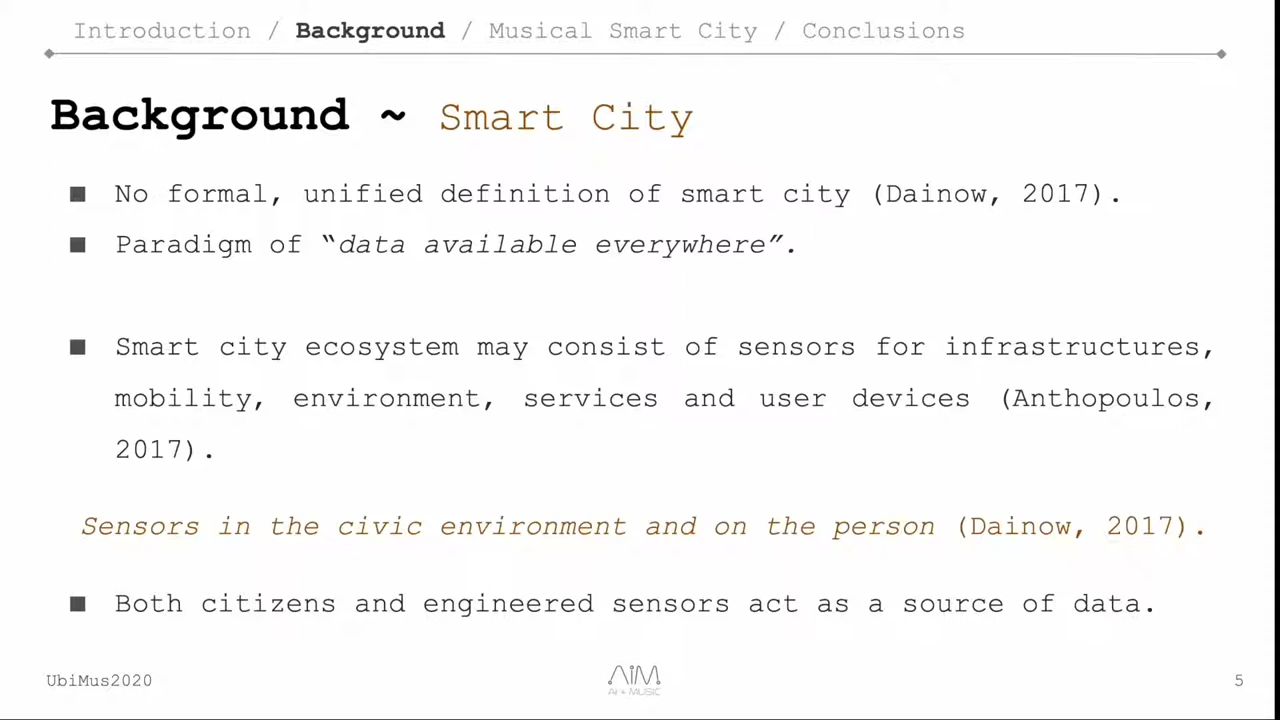 Introduction / Background / Musical Smart City / Conclusions
Background ~ Smart City
■ No formal, unified definition of smart city (Dainow, 2017).
■ Paradigm of “data available everywhere”.
■ Smart city ecosystem may consist of sensors for infrastructures,
mobility, environment, services and user devices (Anthopoulos,
2017).
Sensors in the civic environment and on the person (Dainow, 2017).
■ Both citizens and engineered sensors act as a source of data.
UbiMus2020
AIM
AI + MUSIC
5